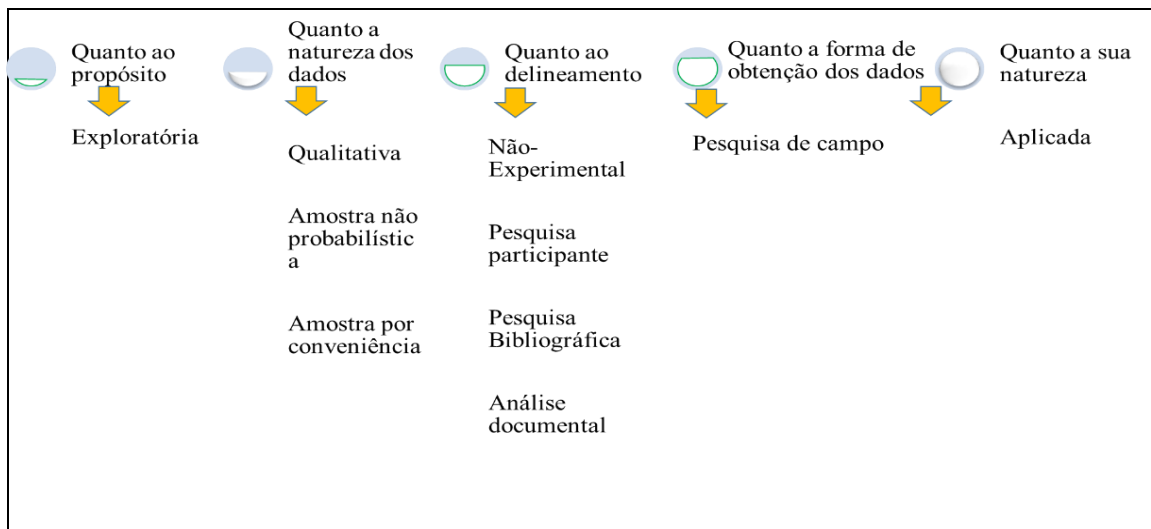 Quanto ao
propósito
Exploratória
Quanto a
natureza dos
dados
Qualitativa
Amostra não
probabilístic
a
Amostra por
conveniência
Quanto ao
delineamento
Não-
Experimental
Pesquisa
participante
Pesquisa
Bibliográfica
Análise
documental
Quanto a forma de
obtenção dos dados
Pesquisa de campo
Quanto a sua
natureza
Aplicada